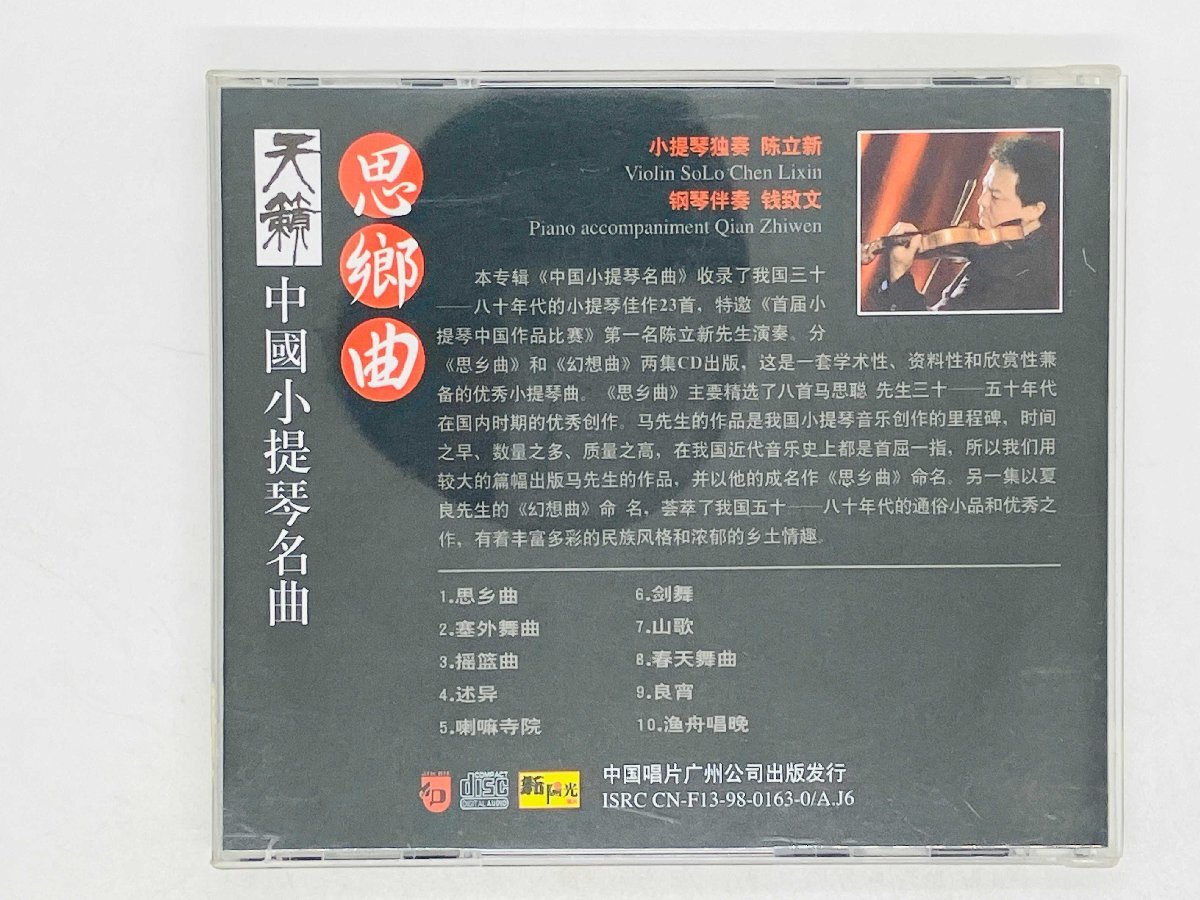 天籁
中國小提琴名曲
思鄉曲
小提琴独奏 陈立新
Violin SoLo Chen Lixin
钢琴伴奏 钱致文
Piano accompaniment Qian Zhiwen
本专辑《中国小提琴名曲》收录了我国三十
——八十年代的小提琴佳作23首，特邀《首届小
提琴中国作品比赛》第一名陈立新先生演奏。分
《思乡曲》和《幻想曲》两集CD出版，这是一套学术性、资料性和欣赏性兼
备的优秀小提琴曲。《思乡曲》主要精选了八首马思聪 先生三十——五十年代
在国内时期的优秀创作。马先生的作品是我国小提琴音乐创作的里程碑，时间
之早、数量之多、质量之高，在我国近代音乐史上都是首屈一指，所以我们用
较大的篇幅出版马先生的作品，并以他的成名作《思乡曲》命名。另一集以夏
良先生的《幻想曲》命 名，荟萃了我国五十——八十年代的通俗小品和优秀之
作，有着丰富多彩的民族风格和浓郁的乡土情趣。
1.思乡曲
2.塞外舞曲
3.摇篮曲
4.述异
5.喇嘛寺院
6.剑舞
7.山歌
8.春天舞曲
9.良宵
10.渔舟唱晚
COMPACT
disc
DIGITAL AUDIO
中国唱片广州公司出版发行
ISRC CN-F13-98-0163-0/A.J6